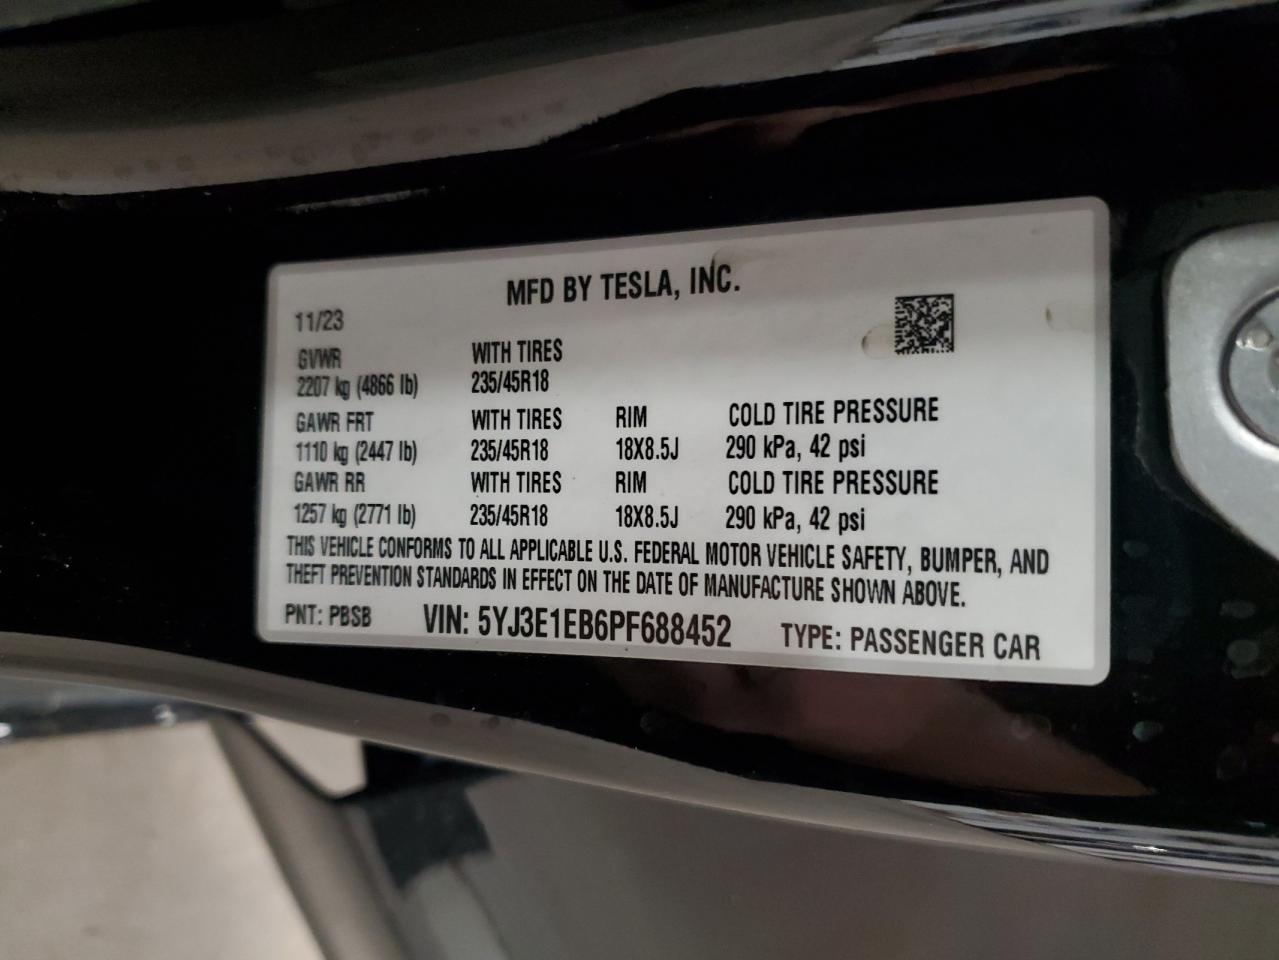 MFD BY TESLA, INC.
11/23
GVWR WITH TIRES
2207 kg (4866 lb) 235/45R18
GAWR FRT WITH TIRES RIM COLD TIRE PRESSURE
1110 kg (2447 lb) 235/45R18 18X8.5J 290 kPa, 42 psi
GAWR RR WITH TIRES RIM COLD TIRE PRESSURE
1257 kg (2771 lb) 235/45R18 18X8.5J 290 kPa, 42 psi
THIS VEHICLE CONFORMS TO ALL APPLICABLE U.S. FEDERAL MOTOR VEHICLE SAFETY, BUMPER, AND
THEFT PREVENTION STANDARDS IN EFFECT ON THE DATE OF MANUFACTURE SHOWN ABOVE.
PNT: PBSB VIN: 5YJ3E1EB6PF688452 TYPE: PASSENGER CAR